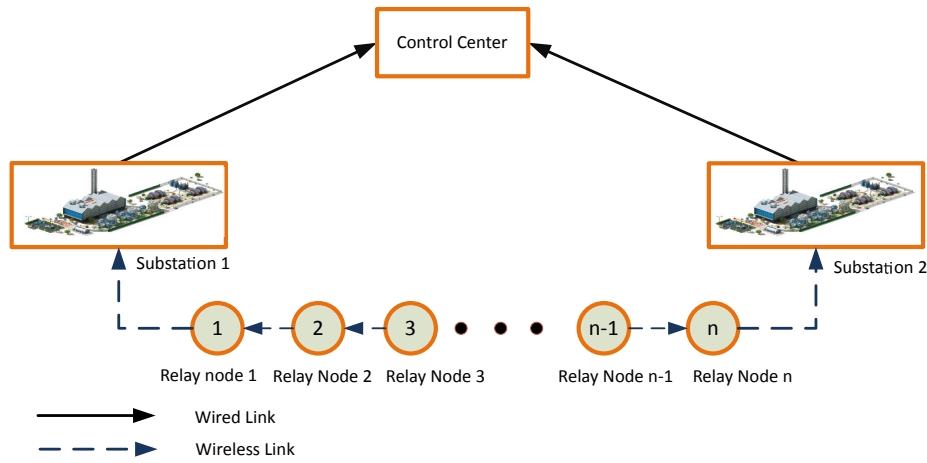 Control Center
Substation 1
Substation 2
1
2
3
n-1
n
Relay node 1
Relay Node 2
Relay Node 3
Relay Node n-1
Relay Node n
Wired Link
Wireless Link